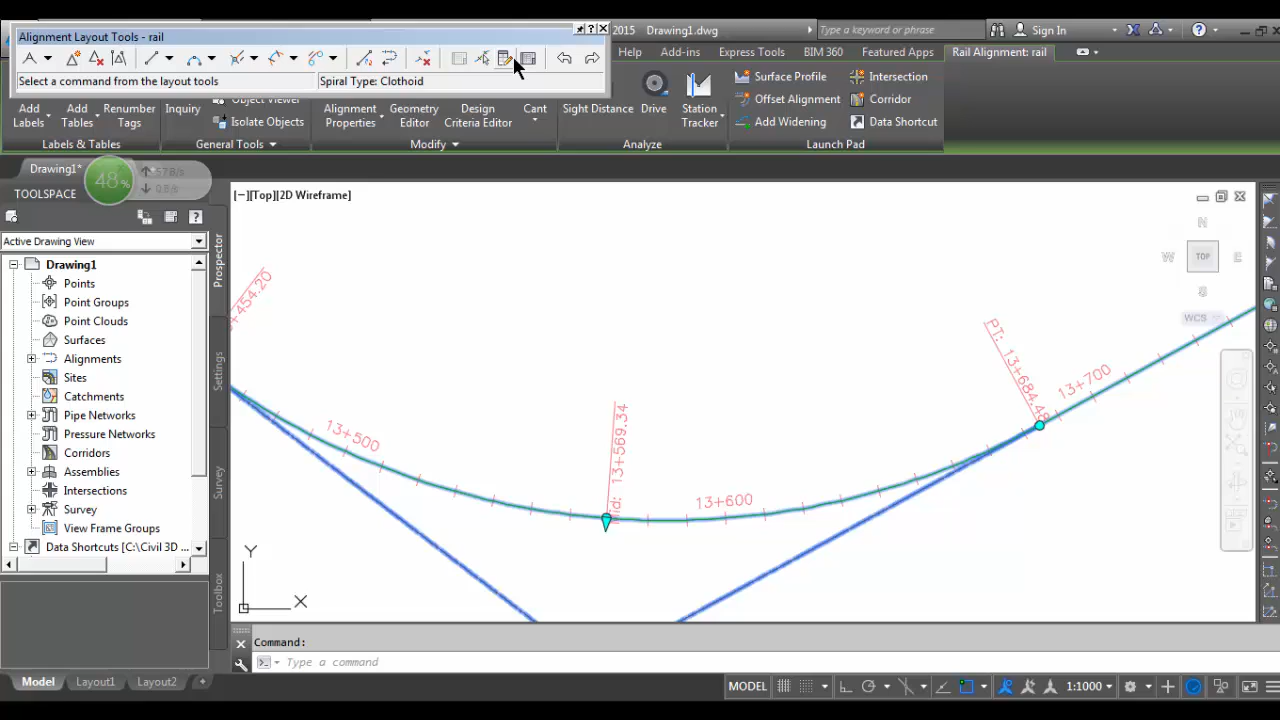 Alignment Layout Tools - rail
2015 Drawing1.dwg
Type a keyword or phrase
Sign In
Select a command from the layout tools
Spiral Type: Clothoid
Help
Add-ins
Express Tools
BIM 360
Featured Apps
Rail Alignment: rail
Object Viewer
Surface Profile
Intersection
Add Labels
Add Tables
Renumber Tags
Inquiry
Isolate Objects
Alignment Properties
Geometry Editor
Design Criteria Editor
Cant
Sight Distance
Drive
Station Tracker
Offset Alignment
Corridor
Add Widening
Data Shortcut
Labels & Tables
General Tools
Modify
Analyze
Launch Pad
Drawing1*
48%
57B/s
0B/s
TOOLSPACE
[−][Top][2D Wireframe]
Active Drawing View
Drawing1
Points
Point Groups
Point Clouds
Surfaces
Alignments
Sites
Catchments
Pipe Networks
Pressure Networks
Corridors
Assemblies
Intersections
Survey
View Frame Groups
Data Shortcuts [C:\Civil 3D ...
Prospector
Settings
Survey
Toolbox
+454.20
13+500
Mid: 13+569.34
13+600
PT: 13+684.48
13+700
N
W
TOP
E
S
WCS
Y
X
Command:
Type a command
Model
Layout1
Layout2
+
MODEL
1:1000